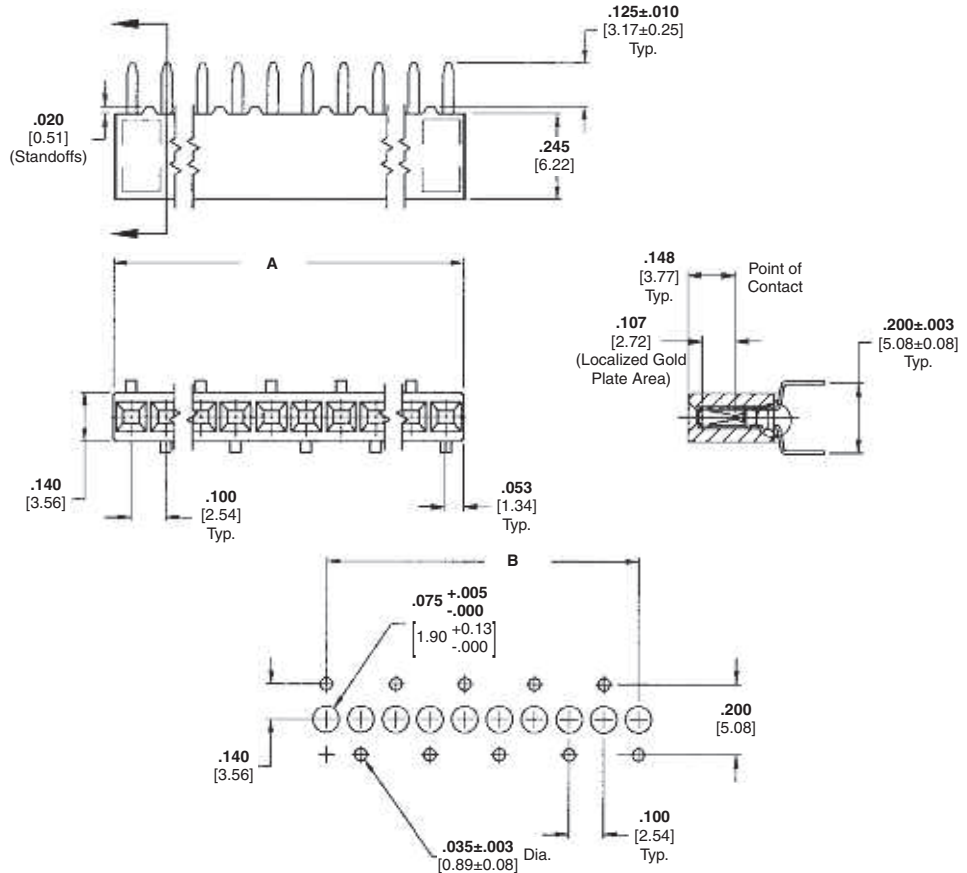 .125±.010
[3.17±0.25]
Typ.
.020
[0.51]
(Standoffs)
.245
[6.22]
A
.148
[3.77]
Typ.
Point of
Contact
.107
[2.72]
(Localized Gold
Plate Area)
.200±.003
[5.08±0.08]
Typ.
.140
[3.56]
.100
[2.54]
Typ.
.053
[1.34]
Typ.
B
.075 +.005
-.000
[1.90 +0.13
-.000]
.200
[5.08]
.140
[3.56]
.100
[2.54]
Typ.
.035±.003 Dia.
[0.89±0.08]